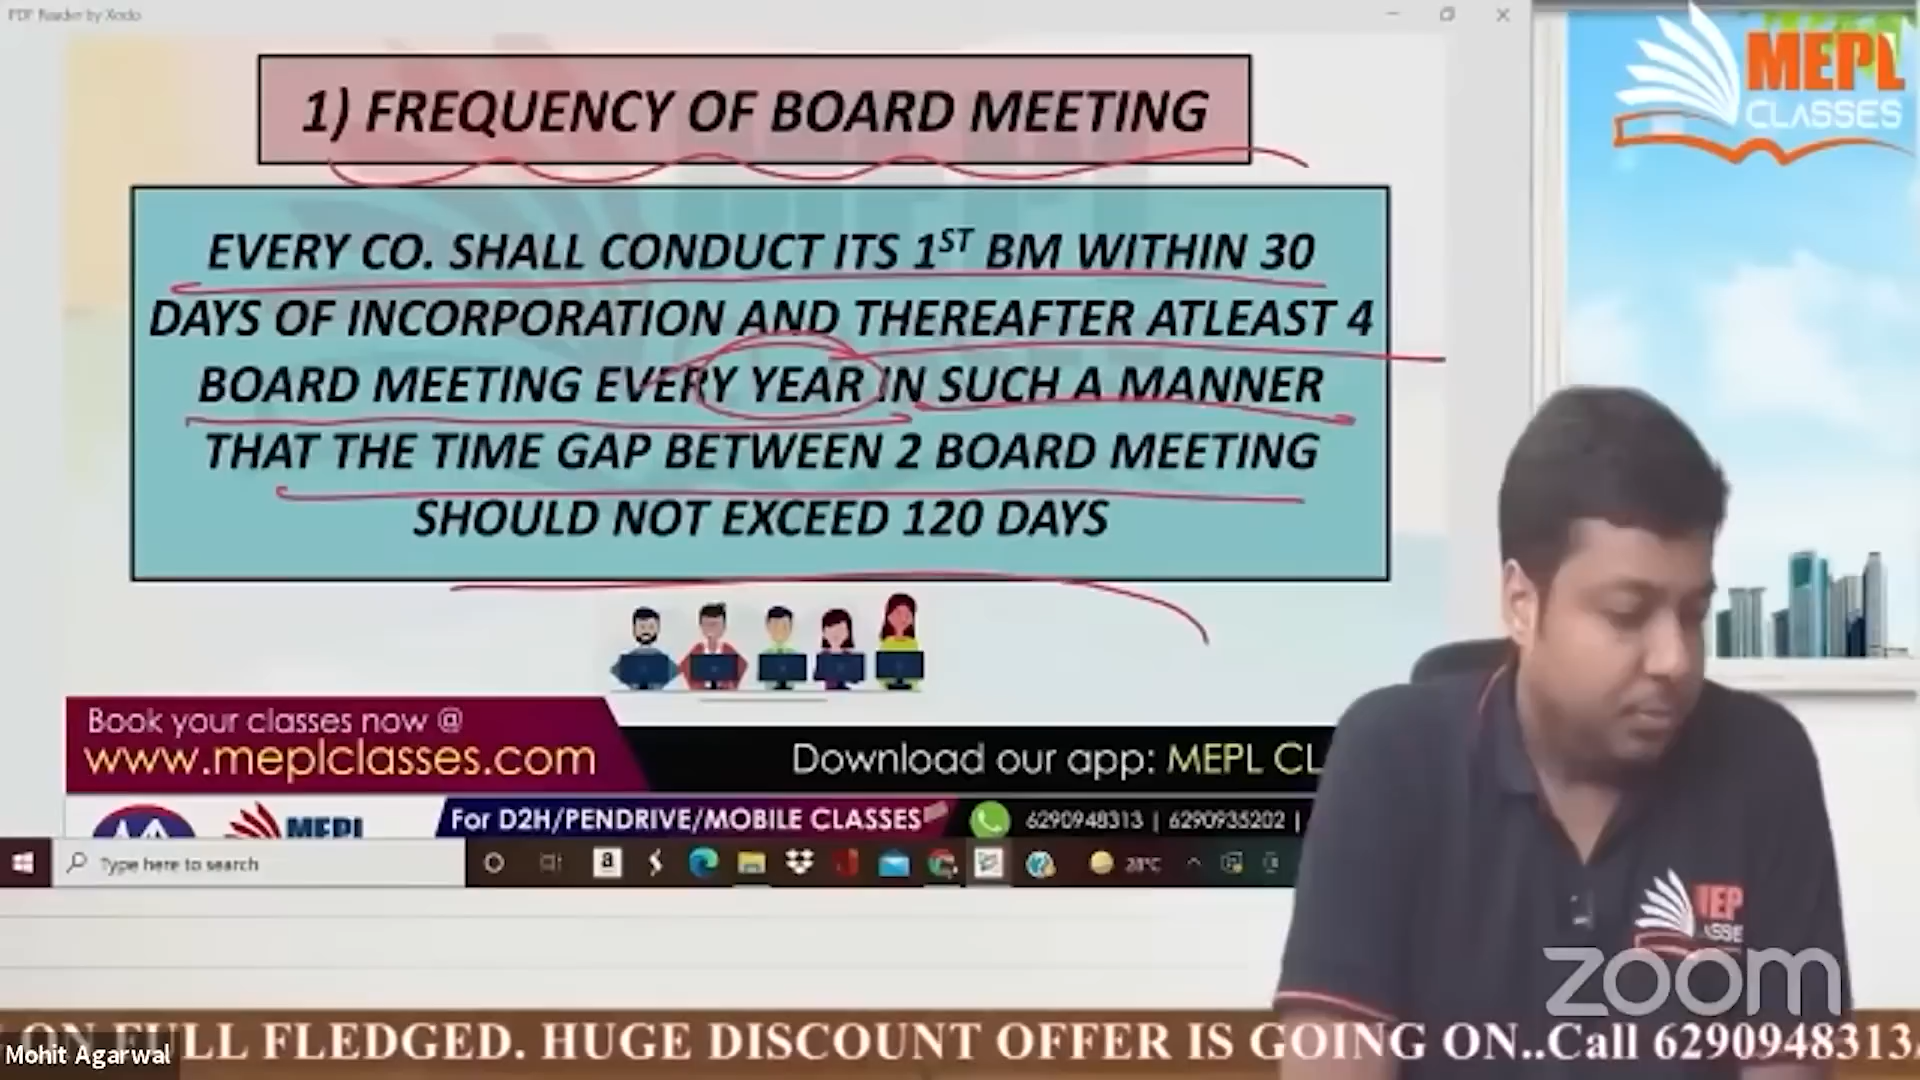 PDF Reader by Xodo
MEPL
CLASSES
1) FREQUENCY OF BOARD MEETING
EVERY CO. SHALL CONDUCT ITS 1ST BM WITHIN 30
DAYS OF INCORPORATION AND THEREAFTER ATLEAST 4
BOARD MEETING EVERY YEAR IN SUCH A MANNER
THAT THE TIME GAP BETWEEN 2 BOARD MEETING
SHOULD NOT EXCEED 120 DAYS
Book your classes now @
www.meplclasses.com
Download our app: MEPL CL
For D2H/PENDRIVE/MOBILE CLASSES
6290948313 | 6290935202 |
MEPL
Type here to search
28°C
zoom
ON FULL FLEDGED. HUGE DISCOUNT OFFER IS GOING ON..Call 6290948313
Mohit Agarwal